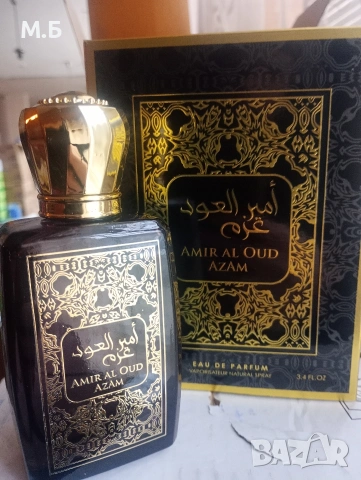 М.Б
أمير العود
عزم
AMIR AL OUD
AZAM
EAU DE PARFUM
VAPORISATEUR NATURAL SPRAY
3.4 FL.OZ
أمير العود
عزم
AMIR AL OUD
AZAM
BAZAR